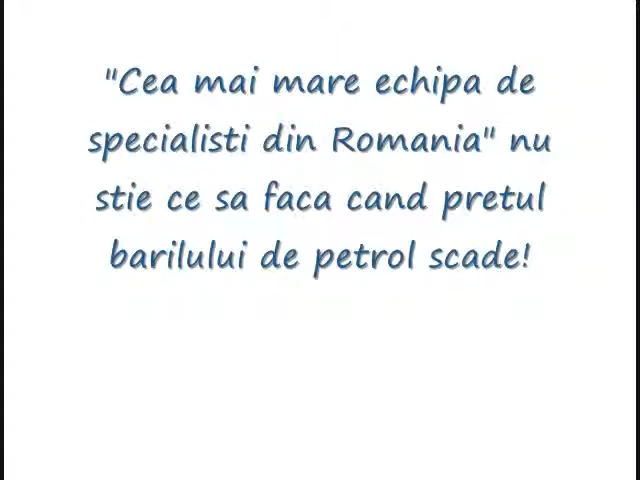 "Cea mai mare echipa de
specialisti din Romania" nu
stie ce sa faca cand pretul
barilului de petrol scade!